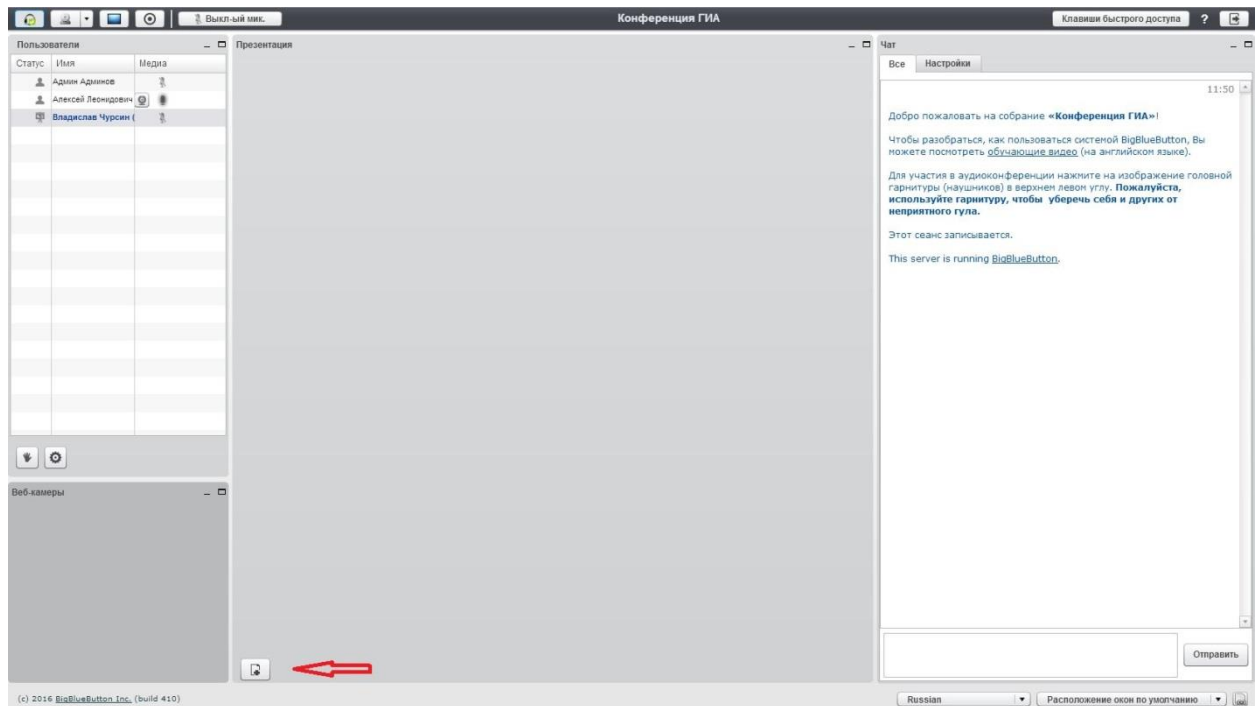 Выкл-ый мик.
Конференция ГИА
Клавиши быстрого доступа
?
Пользователи
Статус Имя Медиа
Админ Админов
Алексей Леонидович
Владислав Чурсин (
Веб-камеры
Презентация
Чат
Все Настройки
11:50
Добро пожаловать на собрание «Конференция ГИА»!
Чтобы разобраться, как пользоваться системой BigBlueButton, Вы
можете посмотреть обучающие видео (на английском языке).
Для участия в аудиоконференции нажмите на изображение головной
гарнитуры (наушников) в верхнем левом углу. Пожалуйста,
используйте гарнитуру, чтобы уберечь себя и других от
неприятного гула.
Этот сеанс записывается.
This server is running BigBlueButton.
Отправить
(c) 2016 BigBlueButton Inc. (build 410)
Russian
Расположение окон по умолчанию